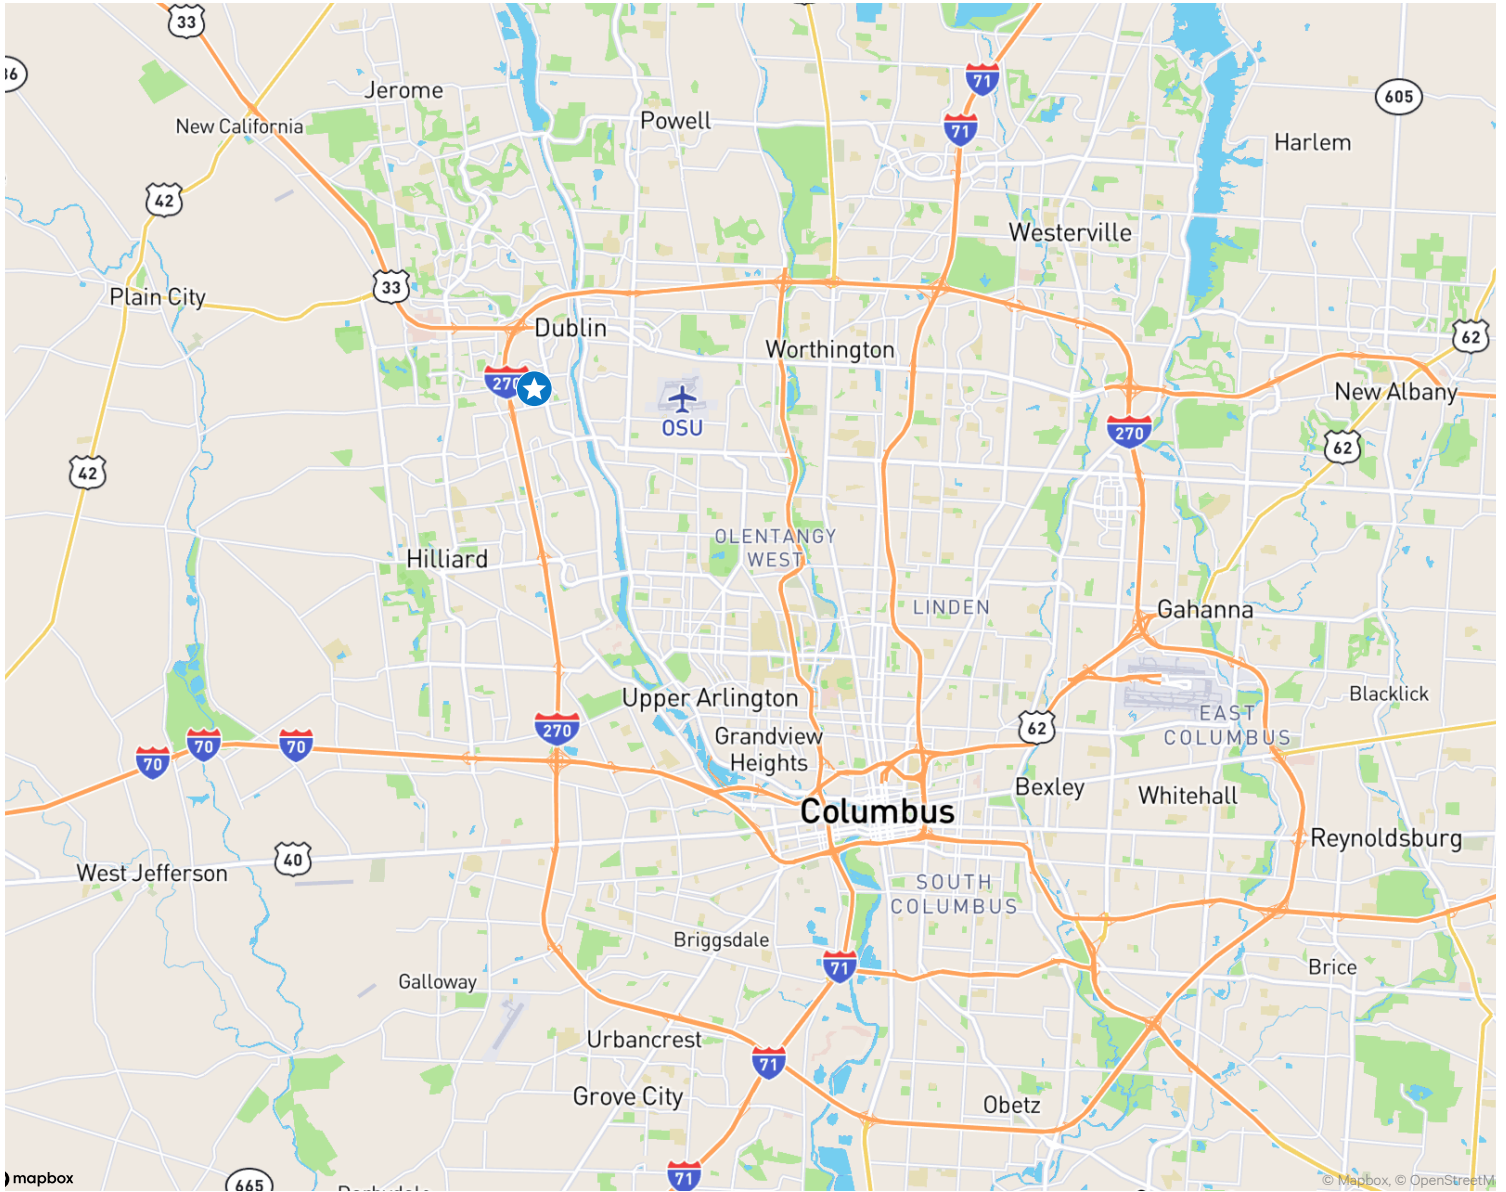 33
36
Jerome
71
605
New California
Powell
71
Harlem
42
Westerville
33
Plain City
Dublin
62
Worthington
270
New Albany
OSU
270
62
42
OLENTANGY
WEST
Hilliard
LINDEN
Gahanna
Upper Arlington
Blacklick
270
62
EAST
COLUMBUS
Grandview
Heights
70
70
70
Bexley
Whitehall
Columbus
Reynoldsburg
40
West Jefferson
SOUTH
COLUMBUS
Briggsdale
71
Brice
Galloway
Urbancrest
71
Grove City
Obetz
71
mapbox
© Mapbox, © OpenStreetM
665